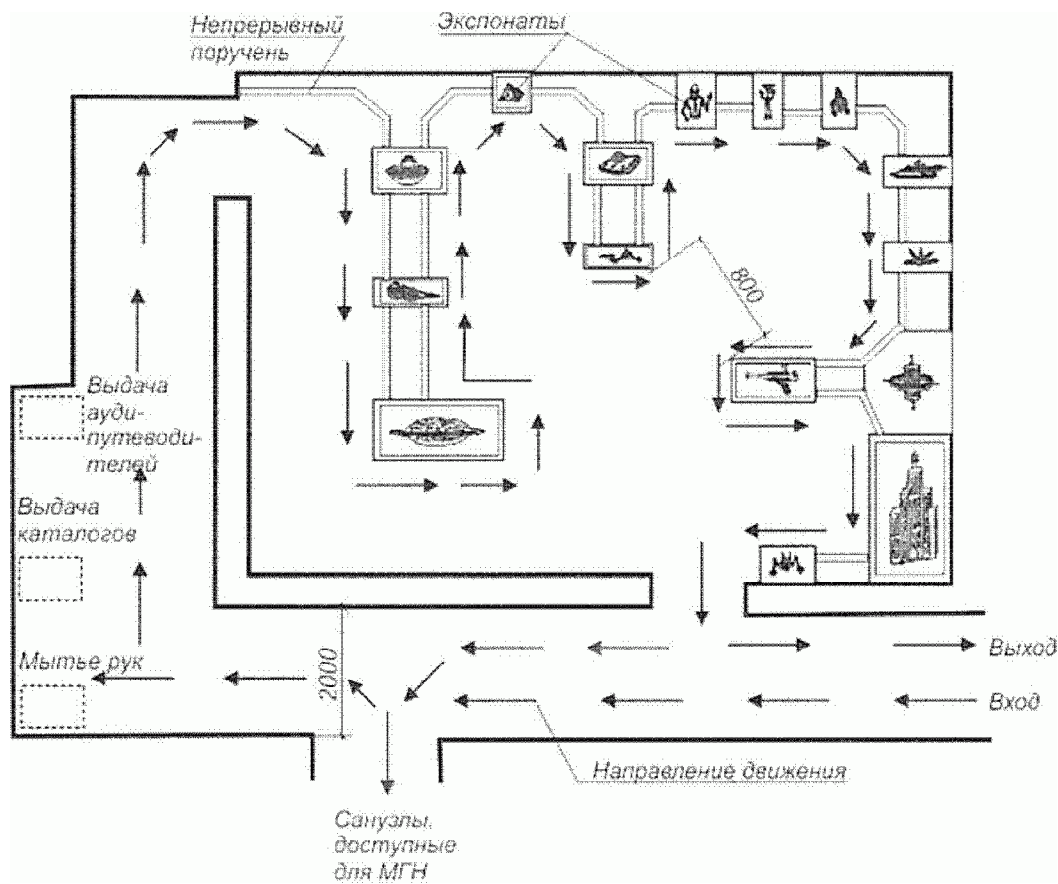 Непрерывный
поручень
Экспонаты
800
Выдача
ауди-
путеводи-
телей
Выдача
каталогов
Мытье рук
2000
Выход
Вход
Направление движения
Санузлы,
доступные
для МГН